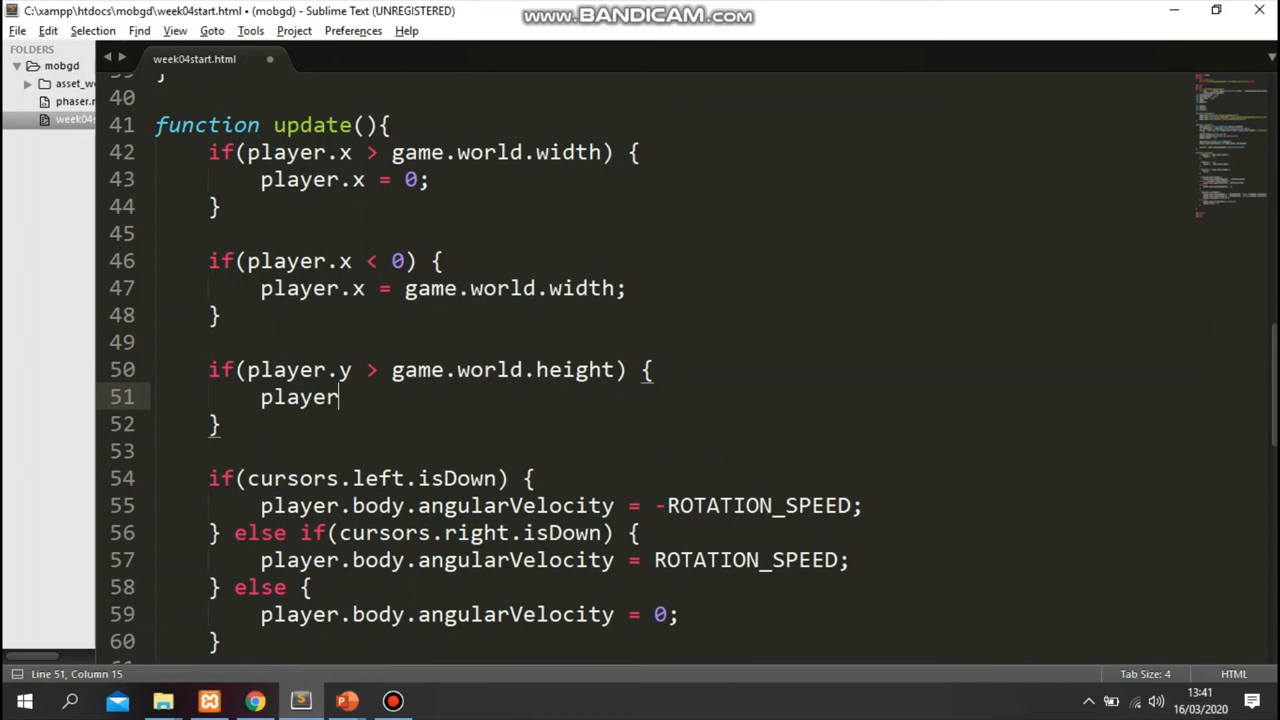 C:\xampp\htdocs\mobgd\week04start.html • (mobgd) - Sublime Text (UNREGISTERED)
www.BANDICAM.com
File Edit Selection Find View Goto Tools Project Preferences Help
FOLDERS
mobgd
asset_w
phaser.r
week04s
week04start.html
}
40
41 function update(){
42 if(player.x > game.world.width) {
43 player.x = 0;
44 }
45
46 if(player.x < 0) {
47 player.x = game.world.width;
48 }
49
50 if(player.y > game.world.height) {
51 player
52 }
53
54 if(cursors.left.isDown) {
55 player.body.angularVelocity = -ROTATION_SPEED;
56 } else if(cursors.right.isDown) {
57 player.body.angularVelocity = ROTATION_SPEED;
58 } else {
59 player.body.angularVelocity = 0;
60 }
Line 51, Column 15
Tab Size: 4
HTML
13:41
16/03/2020